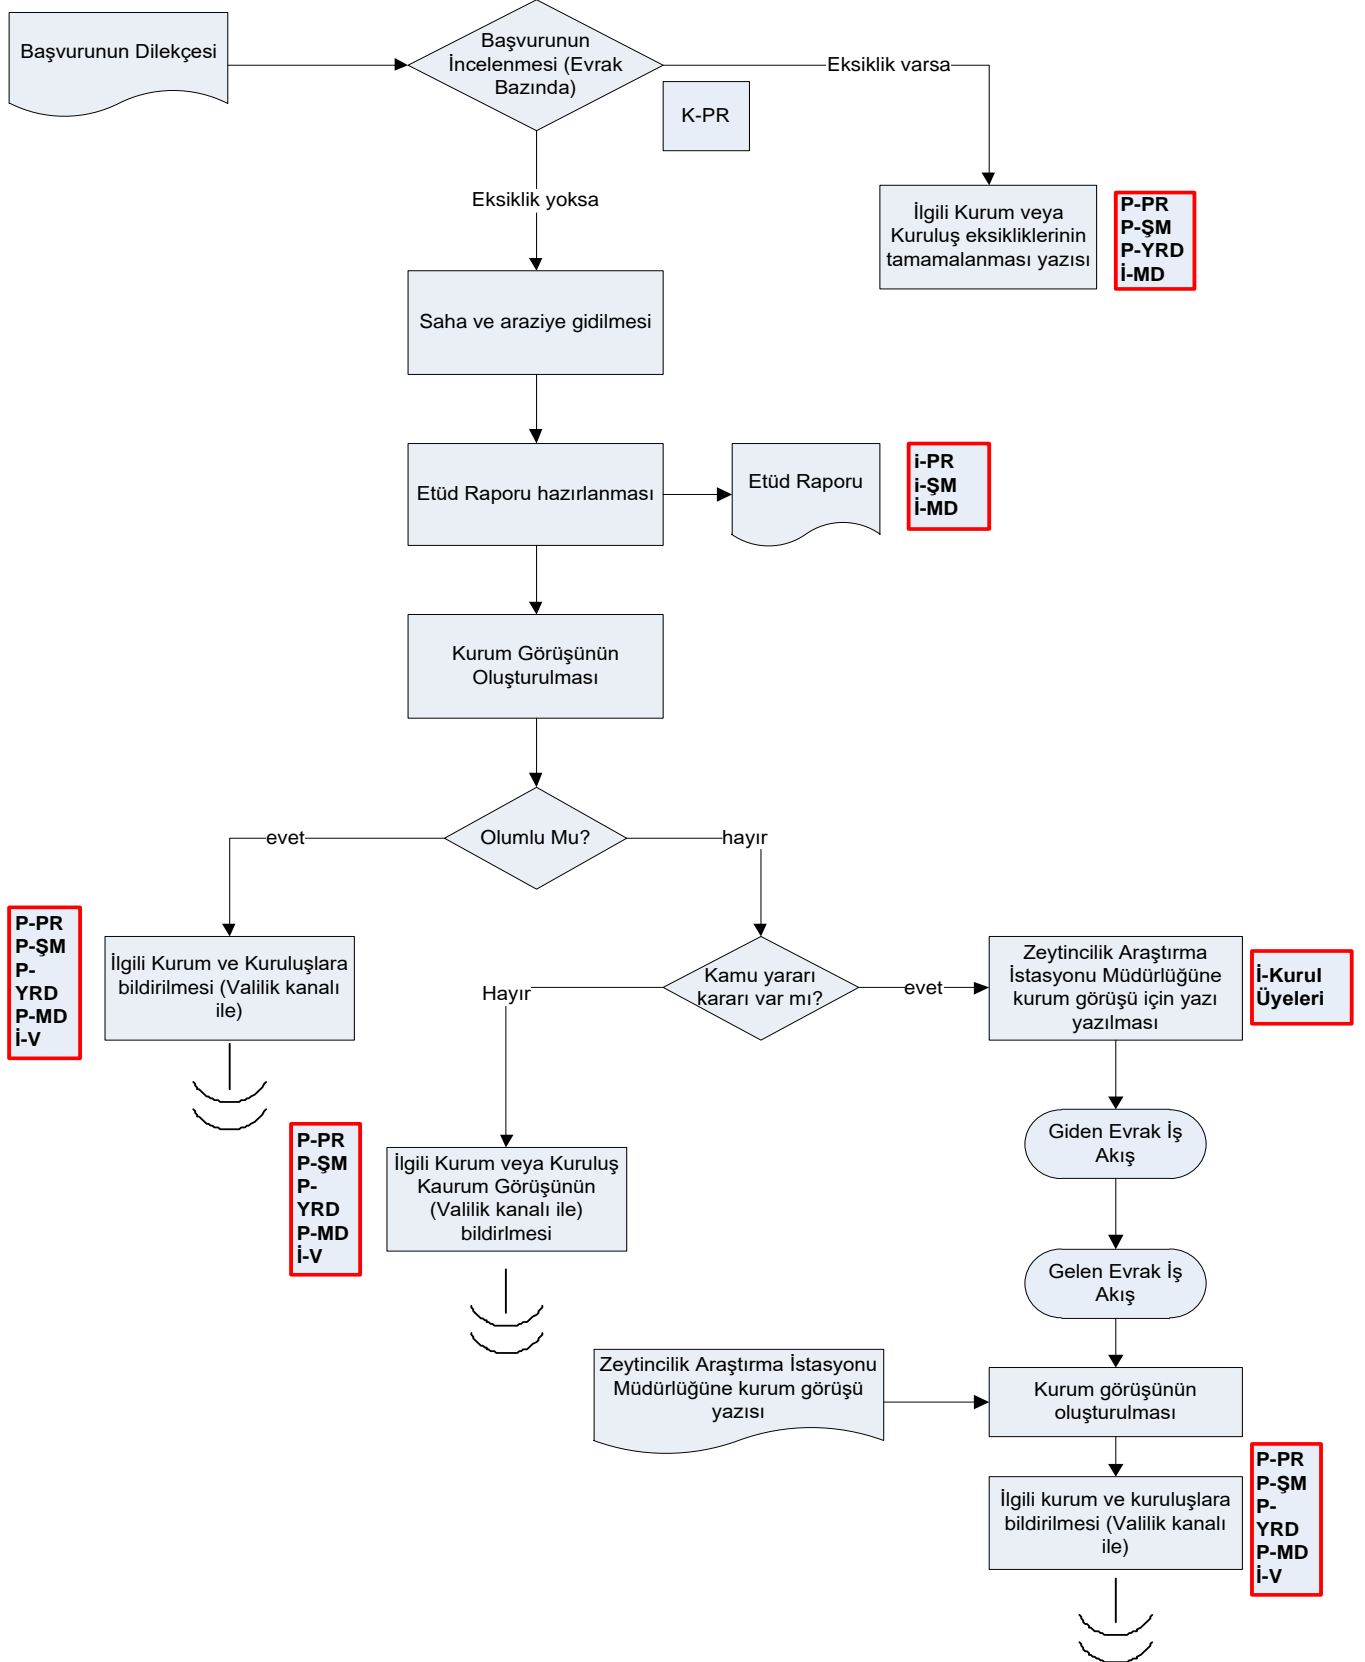 Başvurunun Dilekçesi
Başvurunun
İncelenmesi (Evrak
Bazında)
Eksiklik varsa
K-PR
Eksiklik yoksa
İlgili Kurum veya
Kuruluş eksikliklerinin
tamamalanması yazısı
P-PR
P-ŞM
P-YRD
İ-MD
Saha ve araziye gidilmesi
Etüd Raporu hazırlanması
Etüd Raporu
i-PR
i-ŞM
İ-MD
Kurum Görüşünün
Oluşturulması
Olumlu Mu?
evet
hayır
P-PR
P-ŞM
P-
YRD
P-MD
İ-V
İlgili Kurum ve Kuruluşlara
bildirilmesi (Valilik kanalı
ile)
Kamu yararı
kararı var mı?
Hayır
evet
Zeytincilik Araştırma
İstasyonu Müdürlüğüne
kurum görüşü için yazı
yazılması
İ-Kurul
Üyeleri
P-PR
P-ŞM
P-
YRD
P-MD
İ-V
İlgili Kurum veya Kuruluş
Kaurum Görüşünün
(Valilik kanalı ile)
bildirlmesi
Giden Evrak İş
Akış
Gelen Evrak İş
Akış
Zeytincilik Araştırma İstasyonu
Müdürlüğüne kurum görüşü
yazısı
Kurum görüşünün
oluşturulması
İlgili kurum ve kuruluşlara
bildirilmesi (Valilik kanalı
ile)
P-PR
P-ŞM
P-
YRD
P-MD
İ-V